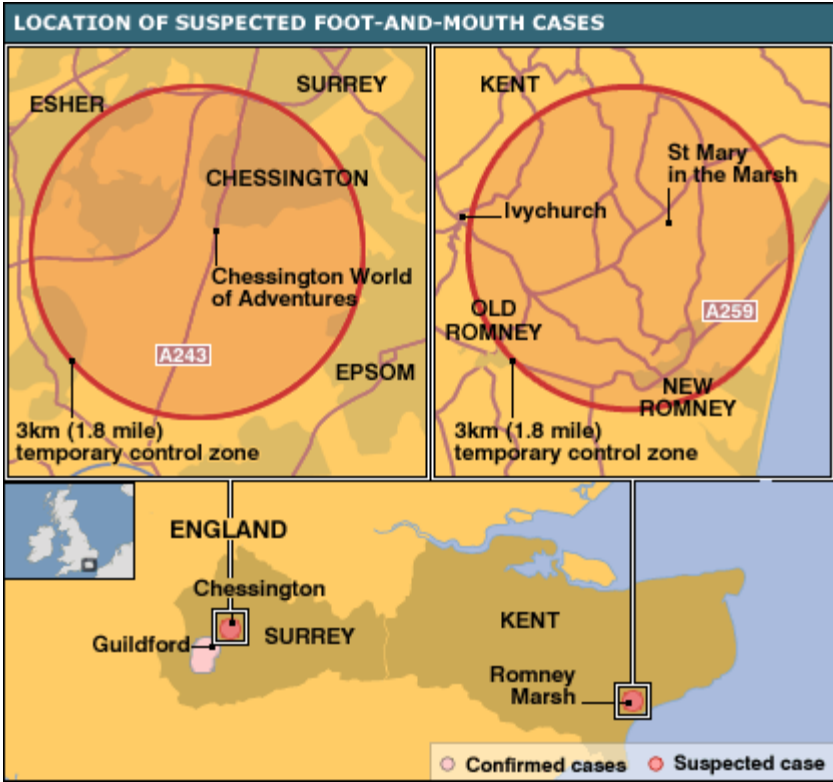 LOCATION OF SUSPECTED FOOT-AND-MOUTH CASES
SURREY
ESHER
CHESSINGTON
Chessington World
of Adventures
A243
EPSOM
3km (1.8 mile)
temporary control zone
KENT
St Mary
in the Marsh
Ivychurch
OLD
ROMNEY
A259
NEW
ROMNEY
3km (1.8 mile)
temporary control zone
ENGLAND
Chessington
Guildford
SURREY
KENT
Romney
Marsh
Confirmed cases
Suspected case